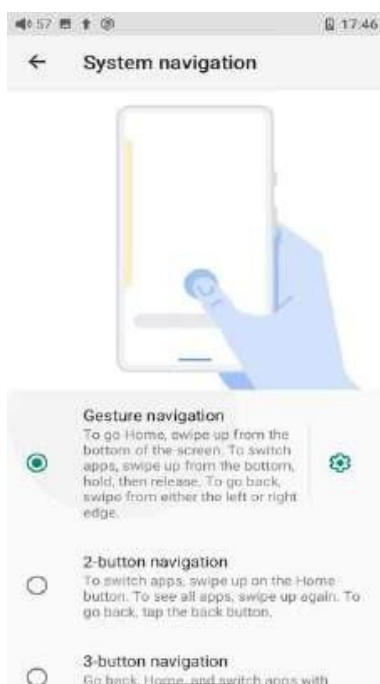 57 17:46
System navigation
Gesture navigation
To go Home, swipe up from the
bottom of the screen. To switch
apps, swipe up from the bottom,
hold, then release. To go back,
swipe from either the left or right
edge.
2-button navigation
To switch apps, swipe up on the Home
button. To see all apps, swipe up again. To
go back, tap the back button.
3-button navigation
Go back, Home, and switch apps with